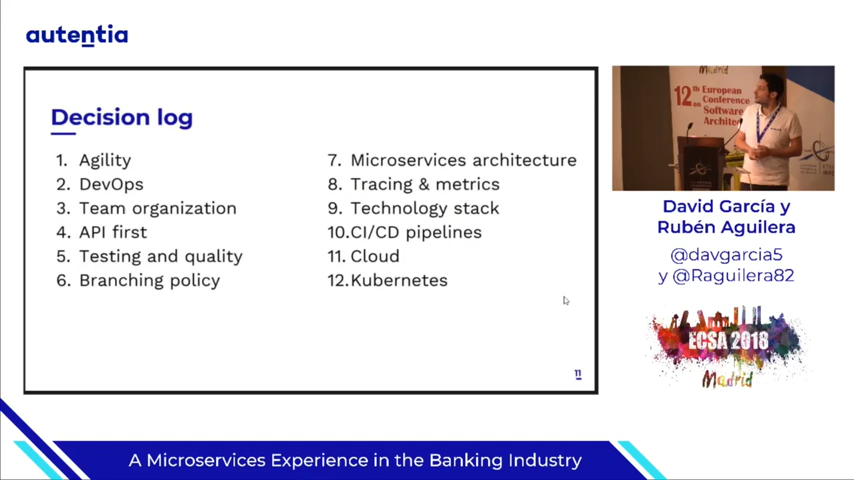 autentia
Decision log
1. Agility
2. DevOps
3. Team organization
4. API first
5. Testing and quality
6. Branching policy
7. Microservices architecture
8. Tracing & metrics
9. Technology stack
10.CI/CD pipelines
11. Cloud
12.Kubernetes
11
Madrid
12th European
on Conference
Software
Archite
David García y
Rubén Aguilera
@davgarcia5
y @Raguilera82
ECSA 2018
Madrid
A Microservices Experience in the Banking Industry